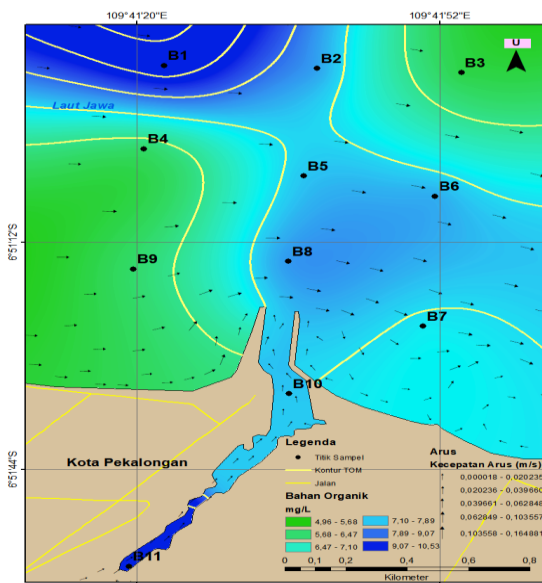 109°41'20"
109°41'52"
B1
B2
B3
U
Laut Jawa
B4
B5
B6
6°51'12"S
B9
B8
B7
B10
Kota Pekalongan
6°51'44"S
B11
Legenda
Titik Sampel
Kontur TOM
Jalan
Bahan Organik
mg/L
4,96 - 5,68
5,68 - 6,47
6,47 - 7,10
7,10 - 7,89
7,89 - 9,07
9,07 - 10,53
Arus
Kecepatan Arus (m/s)
0,000018 - 0,020235
0,020236 - 0,039660
0,039661 - 0,062848
0,062849 - 0,103557
0,103558 - 0,164881
0 0,1 0,2 0,4 0,6 0,8
Kilometer